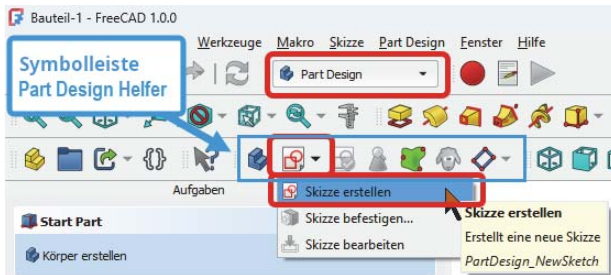 Bauteil-1 - FreeCAD 1.0.0
Werkzeuge Makro Skizze Part Design Fenster Hilfe
Symbolleiste
Part Design Helfer
Part Design
Aufgaben
Skizze erstellen
Skizze befestigen...
Skizze bearbeiten
Start Part
Körper erstellen
Skizze erstellen
Erstellt eine neue Skizze
PartDesign_NewSketch